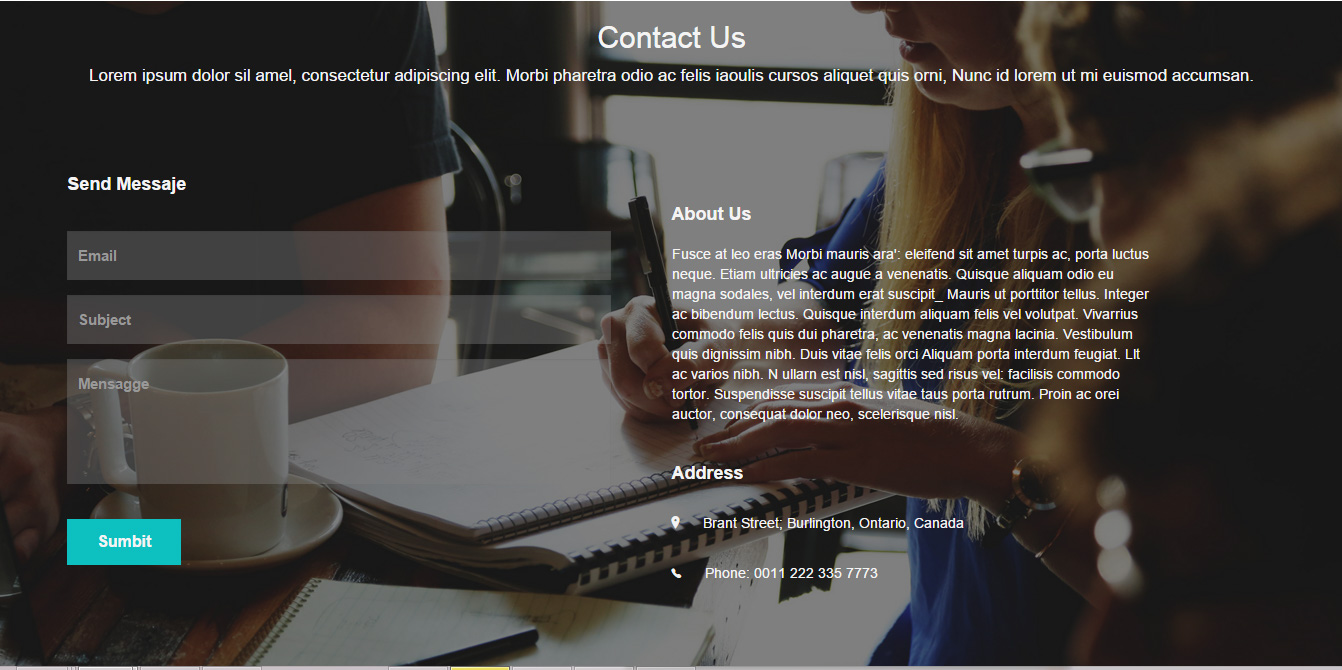 Contact Us
Lorem ipsum dolor sil amel, consectetur adipiscing elit. Morbi pharetra odio ac felis iaoulis cursos aliquet quis orni, Nunc id lorem ut mi euismod accumsan.
Send Messaje
Email
Subject
Mensagge
Sumbit
About Us
Fusce at leo eras Morbi mauris ara': eleifend sit amet turpis ac, porta luctus
neque. Etiam ultricies ac augue a venenatis. Quisque aliquam odio eu
magna sodales, vel interdum erat suscipit_ Mauris ut porttitor tellus. Integer
ac bibendum lectus. Quisque interdum aliquam felis vel volutpat. Vivarrius
commodo felis quis dui pharetra, ac venenatis magna lacinia. Vestibulum
quis dignissim nibh. Duis vitae felis orci Aliquam porta interdum feugiat. LIt
ac varios nibh. N ullarn est nisl, sagittis sed risus vel: facilisis commodo
tortor. Suspendisse suscipit tellus vitae taus porta rutrum. Proin ac orei
auctor, consequat dolor neo, scelerisque nisl.
Address
Brant Street; Burlington, Ontario, Canada
Phone: 0011 222 335 7773